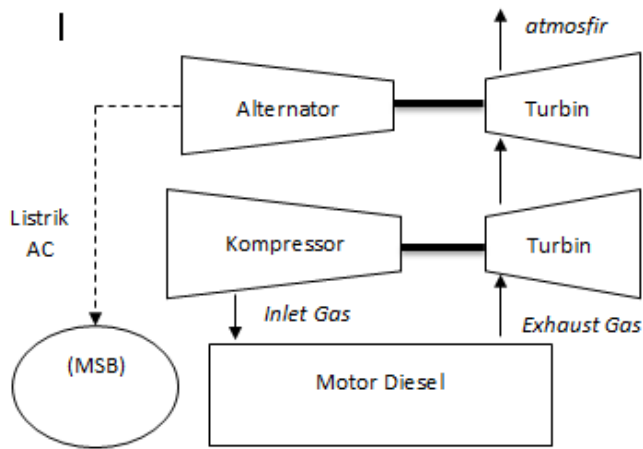 I
atmosfir
Alternator
Turbin
Listrik
AC
Kompressor
Turbin
Inlet Gas
Exhaust Gas
(MSB)
Motor Diesel